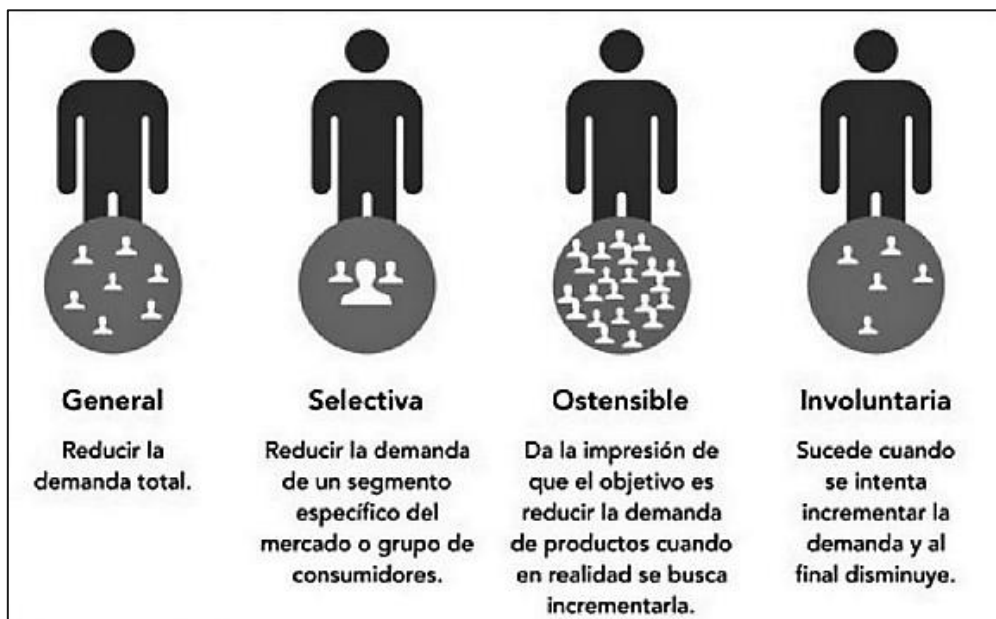 General
Reducir la
demanda total.
Selectiva
Reducir la demanda
de un segmento
específico del
mercado o grupo de
consumidores.
Ostensible
Da la impresión de
que el objetivo es
reducir la demanda
de productos cuando
en realidad se busca
incrementarla.
Involuntaria
Sucede cuando
se intenta
incrementar la
demanda y al
final disminuye.